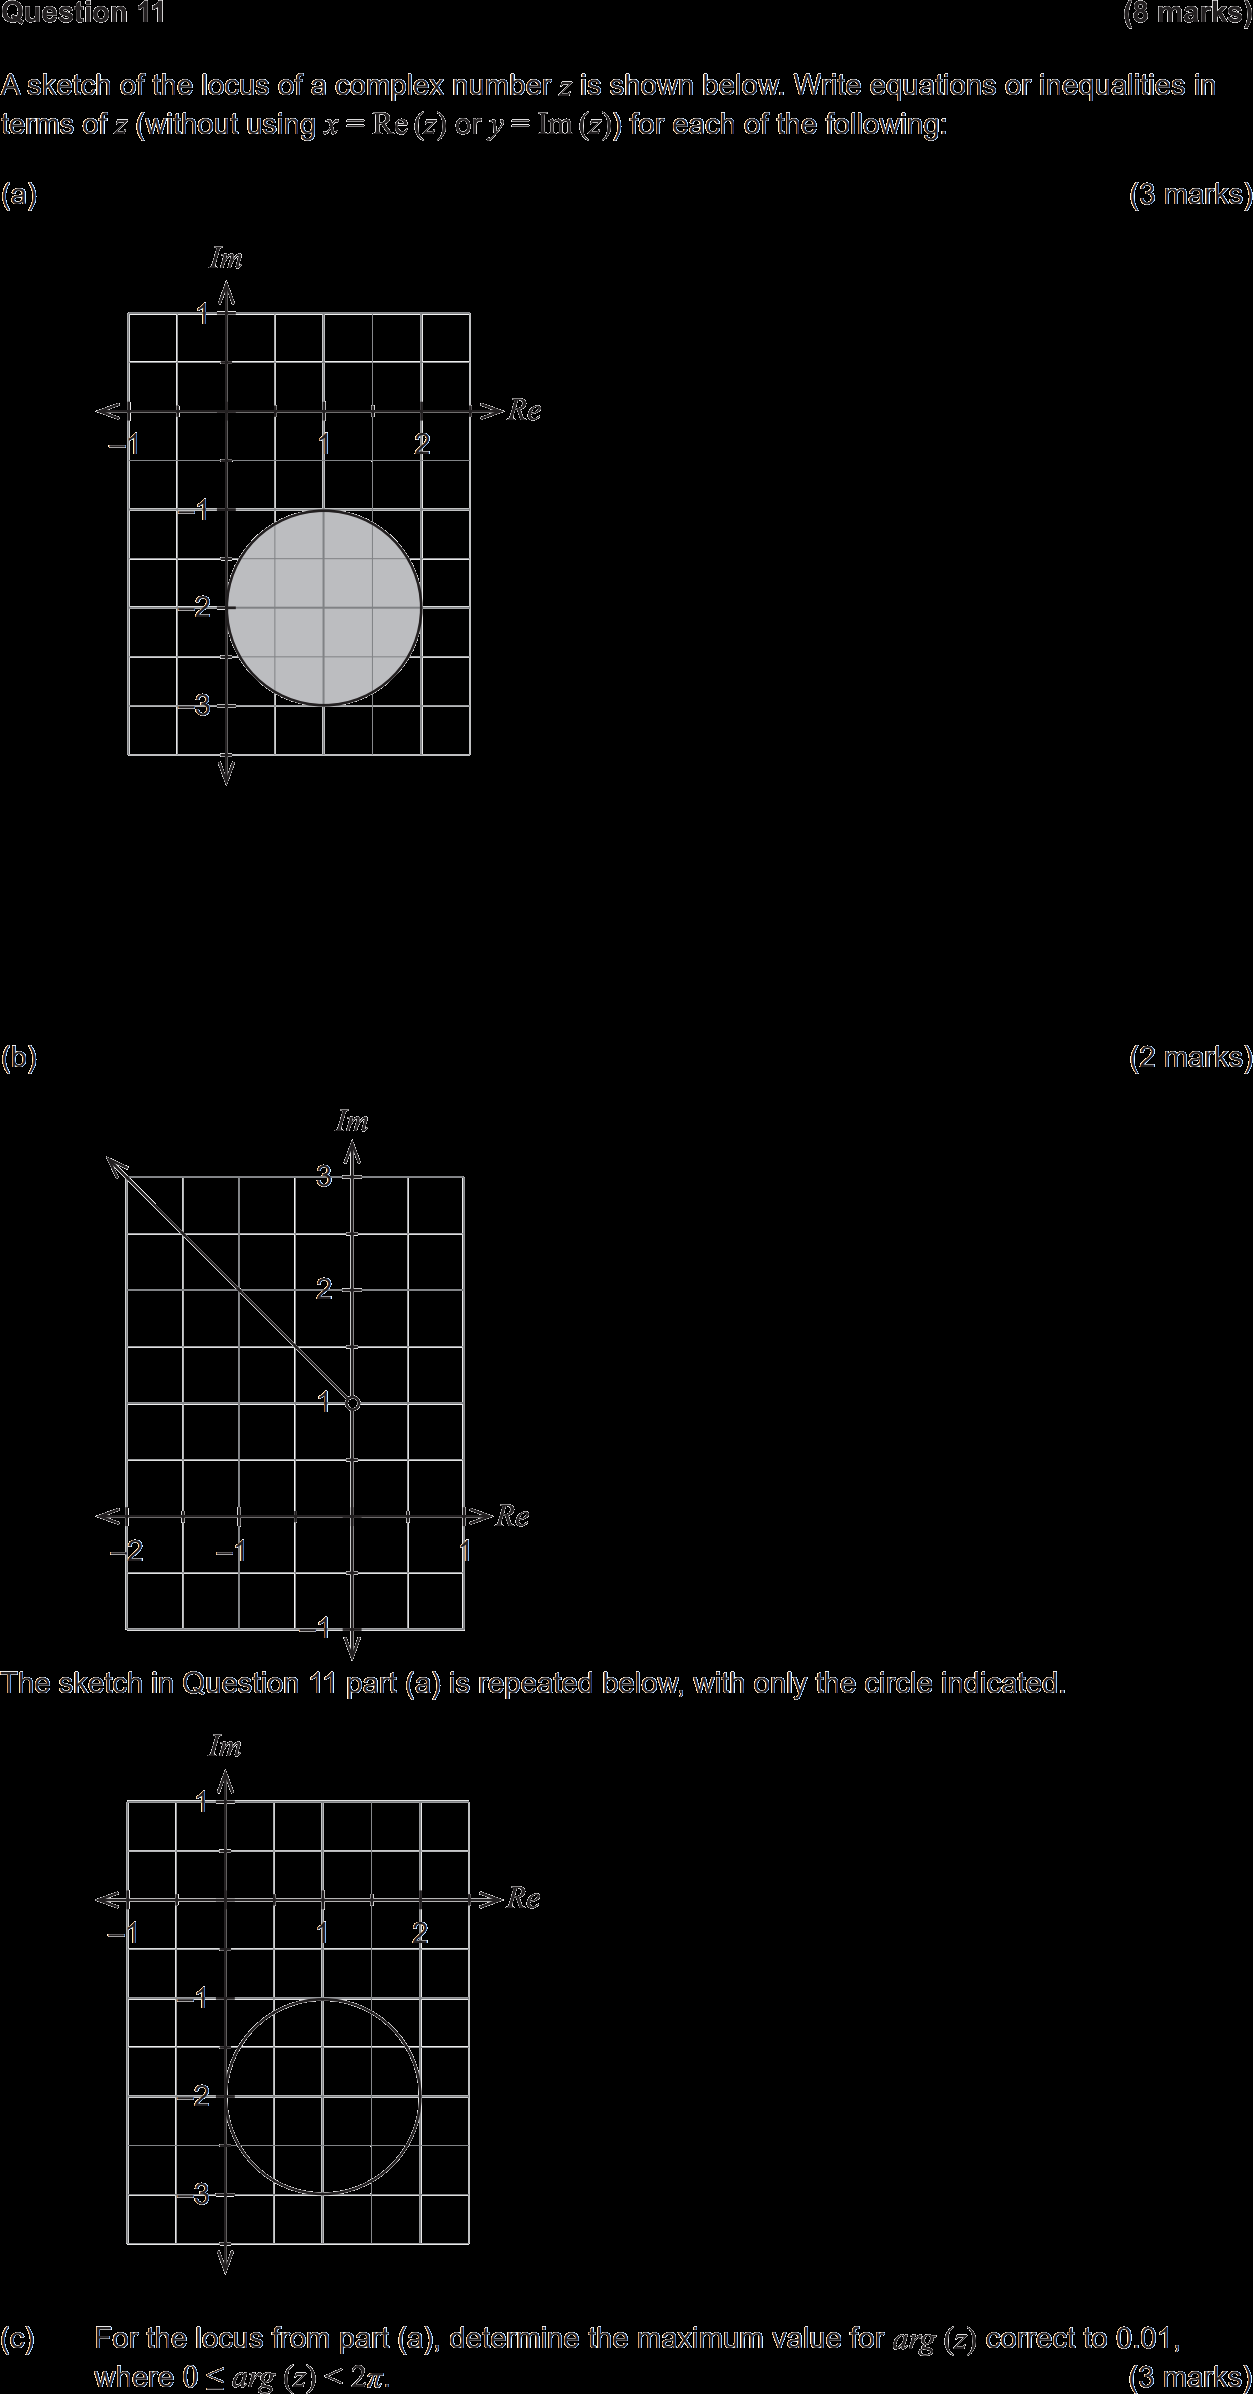 Question 11 (8 marks)
A sketch of the locus of a complex number z is shown below. Write equations or inequalities in
terms of z (without using x = Re (z) or y = Im (z)) for each of the following:
(a) (3 marks)
Im
1
Re
–1 1 2
–1
–2
–3
(b) (2 marks)
Im
3
2
1
Re
–2 –1 1
–1
The sketch in Question 11 part (a) is repeated below, with only the circle indicated.
Im
1
Re
–1 1 2
–1
–2
–3
(c) For the locus from part (a), determine the maximum value for arg (z) correct to 0.01,
where 0 ≤ arg (z) < 2π. (3 marks)